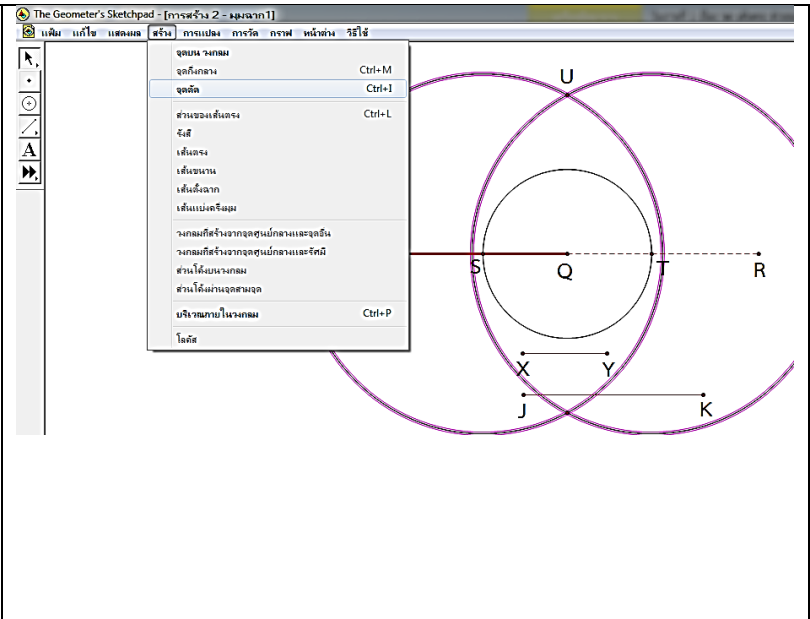 The Geometer's Sketchpad - [การสร้าง 2 - มุมฉาก1]
แฟ้ม แก้ไข แสดงผล สร้าง การแปลง การวัด กราฟ หน้าต่าง วิธีใช้
จุดบน วงกลม
จุดกึ่งกลาง Ctrl+M
จุดตัด Ctrl+I
ส่วนของเส้นตรง Ctrl+L
รังสี
เส้นตรง
เส้นขนาน
เส้นตั้งฉาก
เส้นแบ่งครึ่งมุม
วงกลมที่สร้างจากจุดศูนย์กลางและจุดอื่น
วงกลมที่สร้างจากจุดศูนย์กลางและรัศมี
ส่วนโค้งบนวงกลม
ส่วนโค้งผ่านจุดสามจุด
บริเวณภายในวงกลม Ctrl+P
โลคัส
A
U
S Q T R
X Y
J K